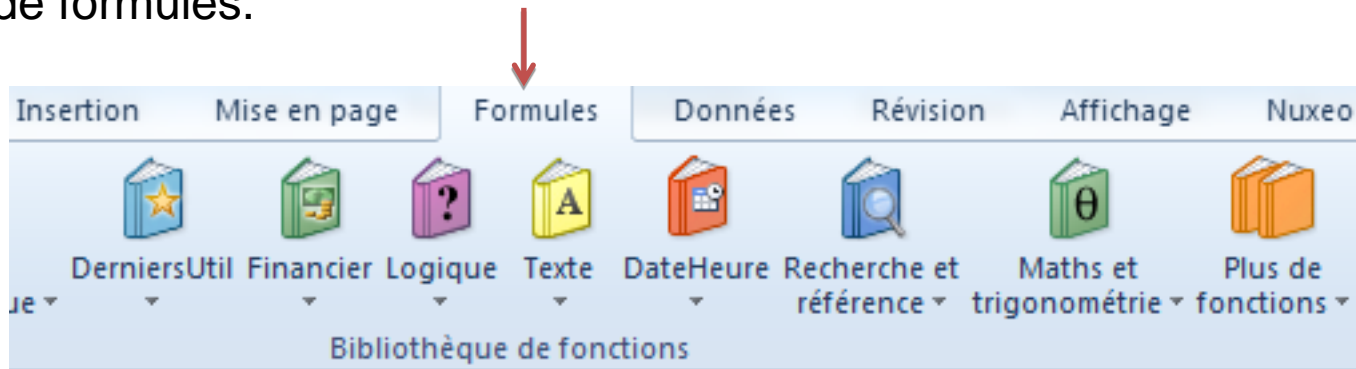 de formules.
Insertion Mise en page Formules Données Révision Affichage Nuxeo
DerniersUtil Financier Logique Texte DateHeure Recherche et référence Maths et trigonométrie Plus de fonctions
ue
Bibliothèque de fonctions